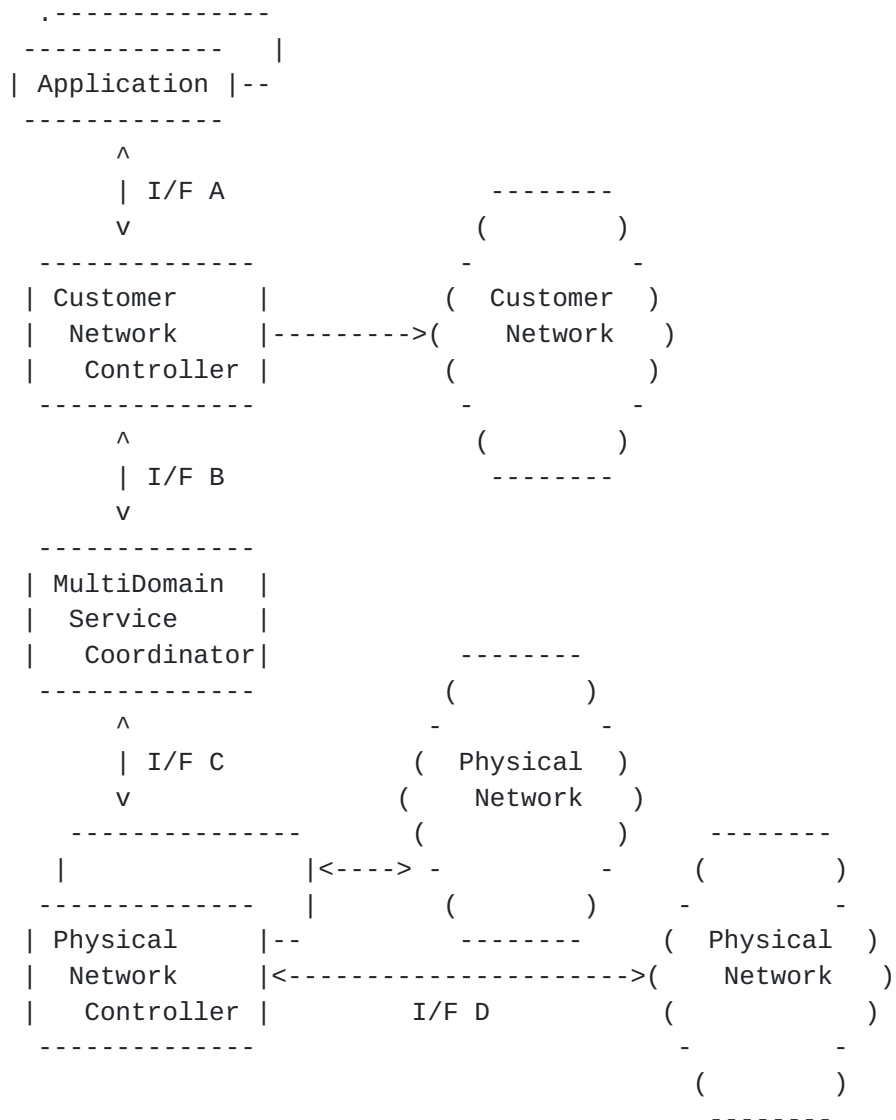 Application
I/F A
Customer
Network
Controller
Customer
Network
I/F B
MultiDomain
Service
Coordinator
I/F C
Physical
Network
Physical
Network
Controller
I/F D
Physical
Network